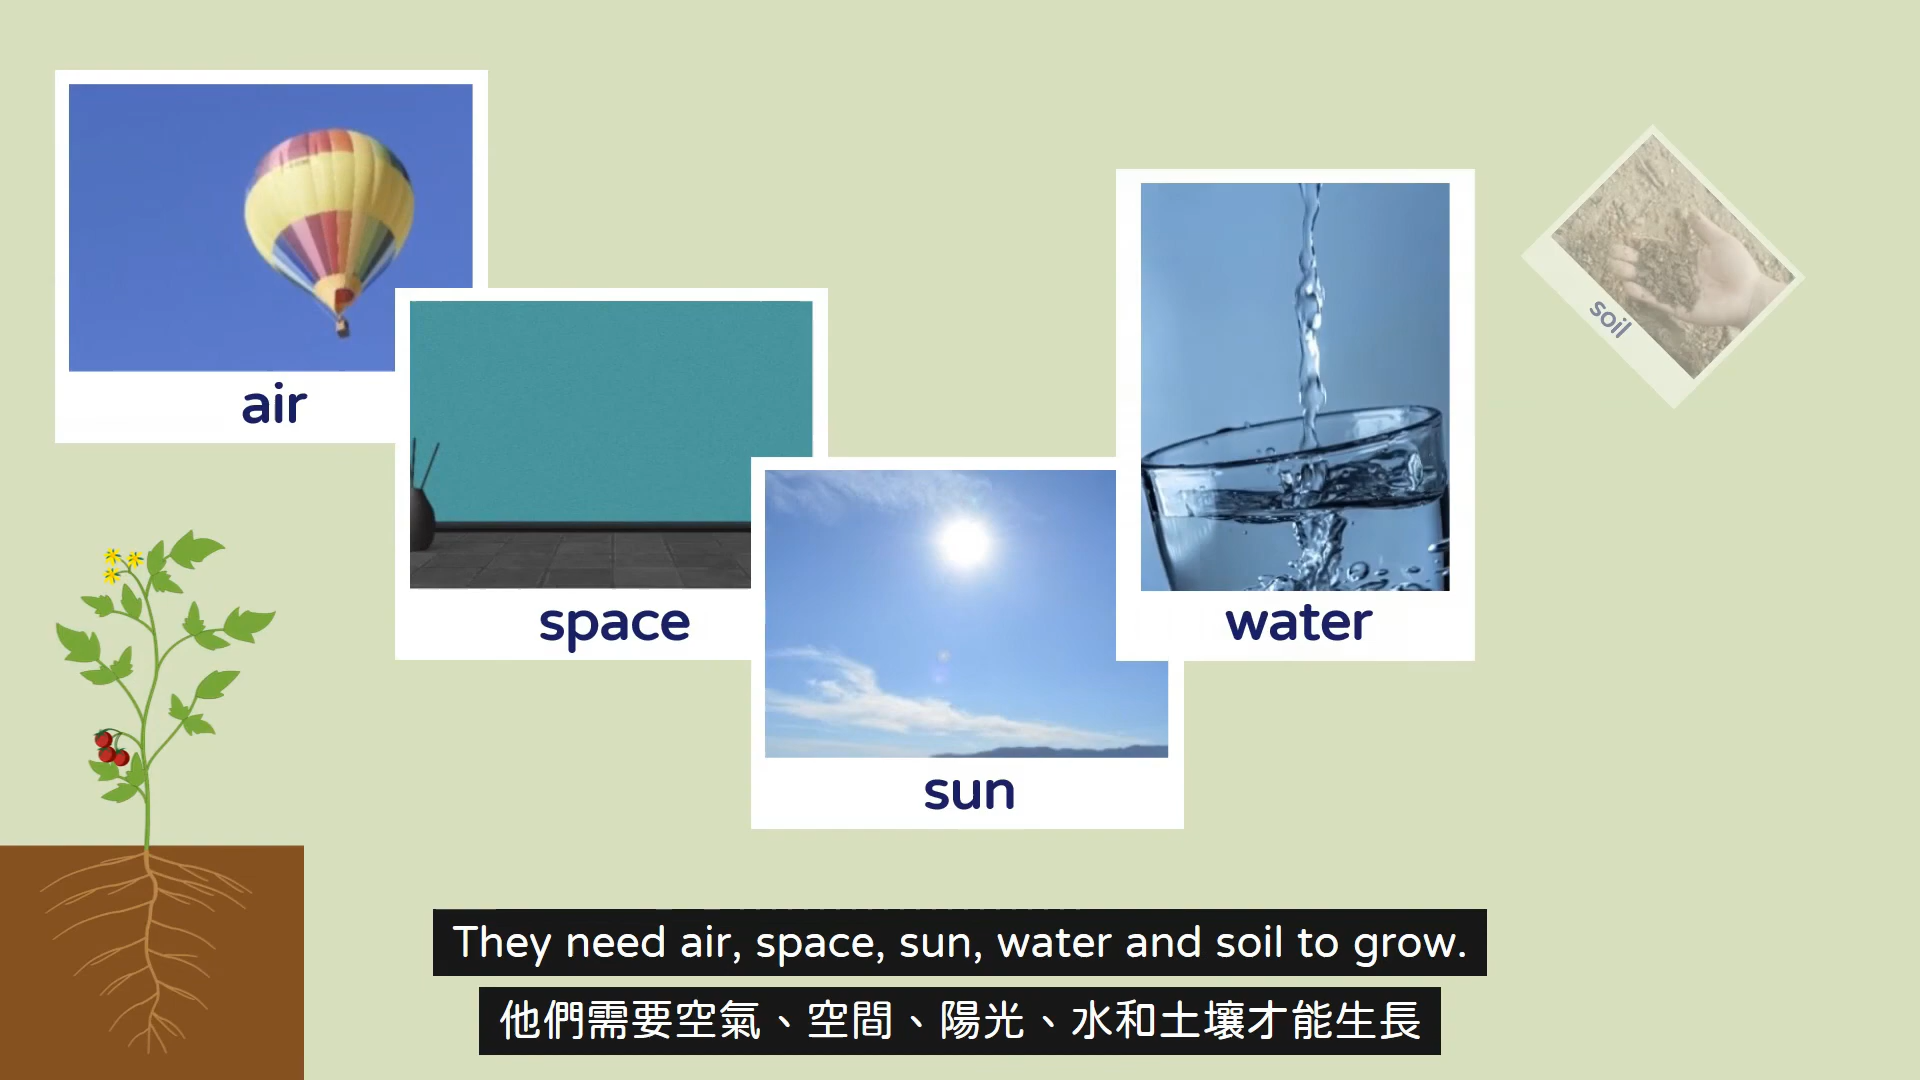 air
space
sun
water
soil
They need air, space, sun, water and soil to grow.
他們需要空氣、空間、陽光、水和土壤才能生長